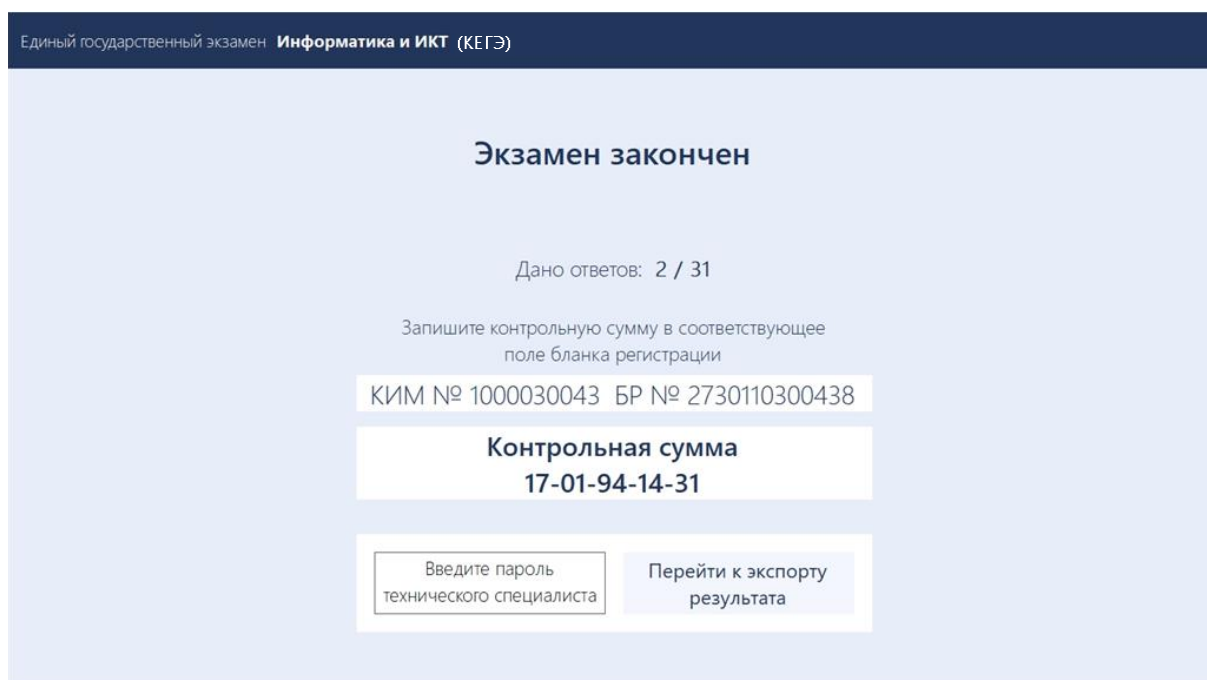 Единый государственный экзамен Информатика и ИКТ (КЕГЭ)
Экзамен закончен
Дано ответов: 2 / 31
Запишите контрольную сумму в соответствующее
поле бланка регистрации
КИМ № 1000030043 БР № 2730110300438
Контрольная сумма
17-01-94-14-31
Введите пароль
технического специалиста
Перейти к экспорту
результата